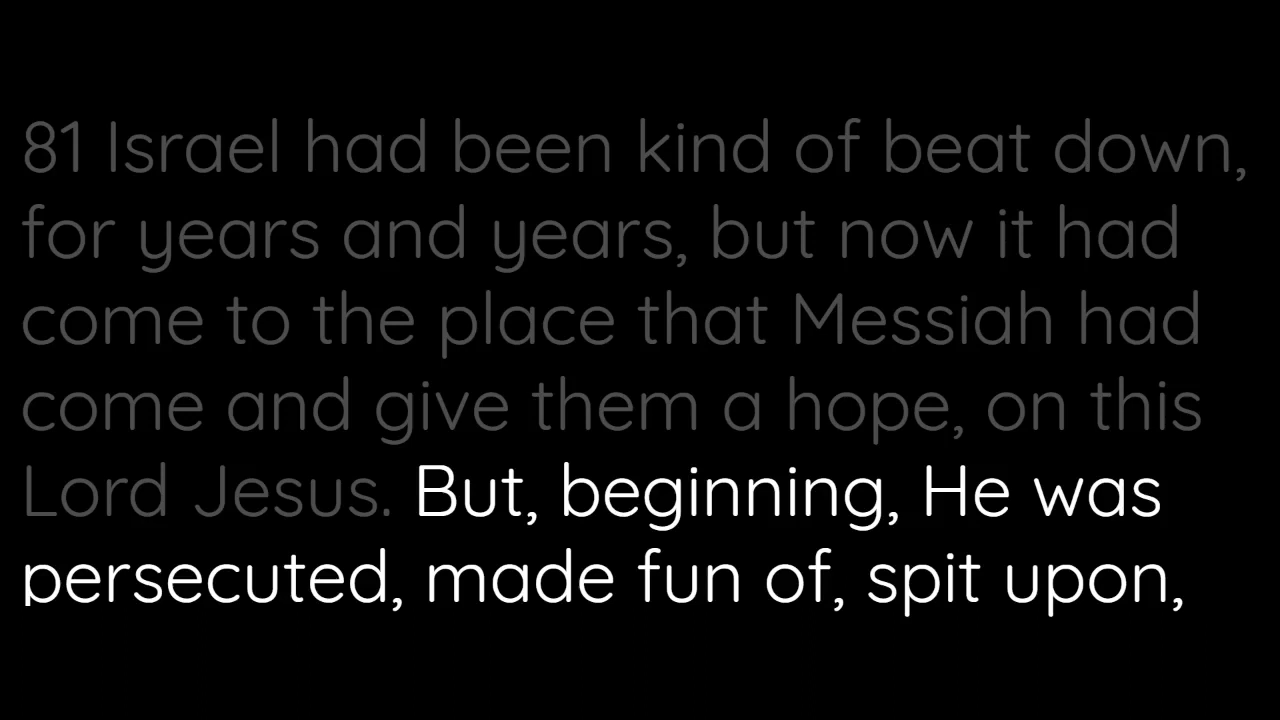 81 Israel had been kind of beat down,
for years and years, but now it had
come to the place that Messiah had
come and give them a hope, on this
Lord Jesus. But, beginning, He was
persecuted, made fun of, spit upon,